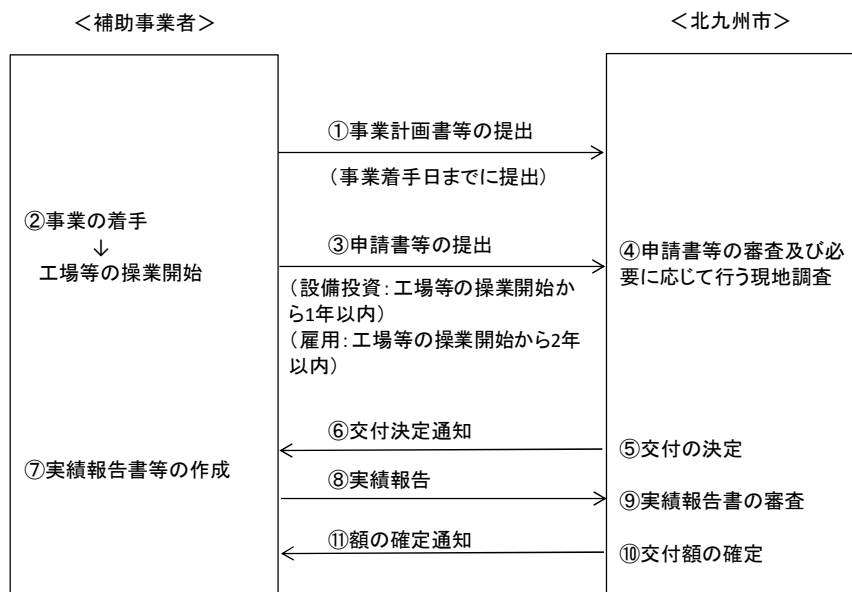 ＜補助事業者＞
＜北九州市＞
①事業計画書等の提出
（事業着手日までに提出）
②事業の着手
↓
工場等の操業開始
③申請書等の提出
（設備投資：工場等の操業開始か
ら1年以内）
（雇用：工場等の操業開始から2年
以内）
④申請書等の審査及び必
要に応じて行う現地調査
⑥交付決定通知
⑤交付の決定
⑦実績報告書等の作成
⑧実績報告
⑨実績報告書の審査
⑪額の確定通知
⑩交付額の確定